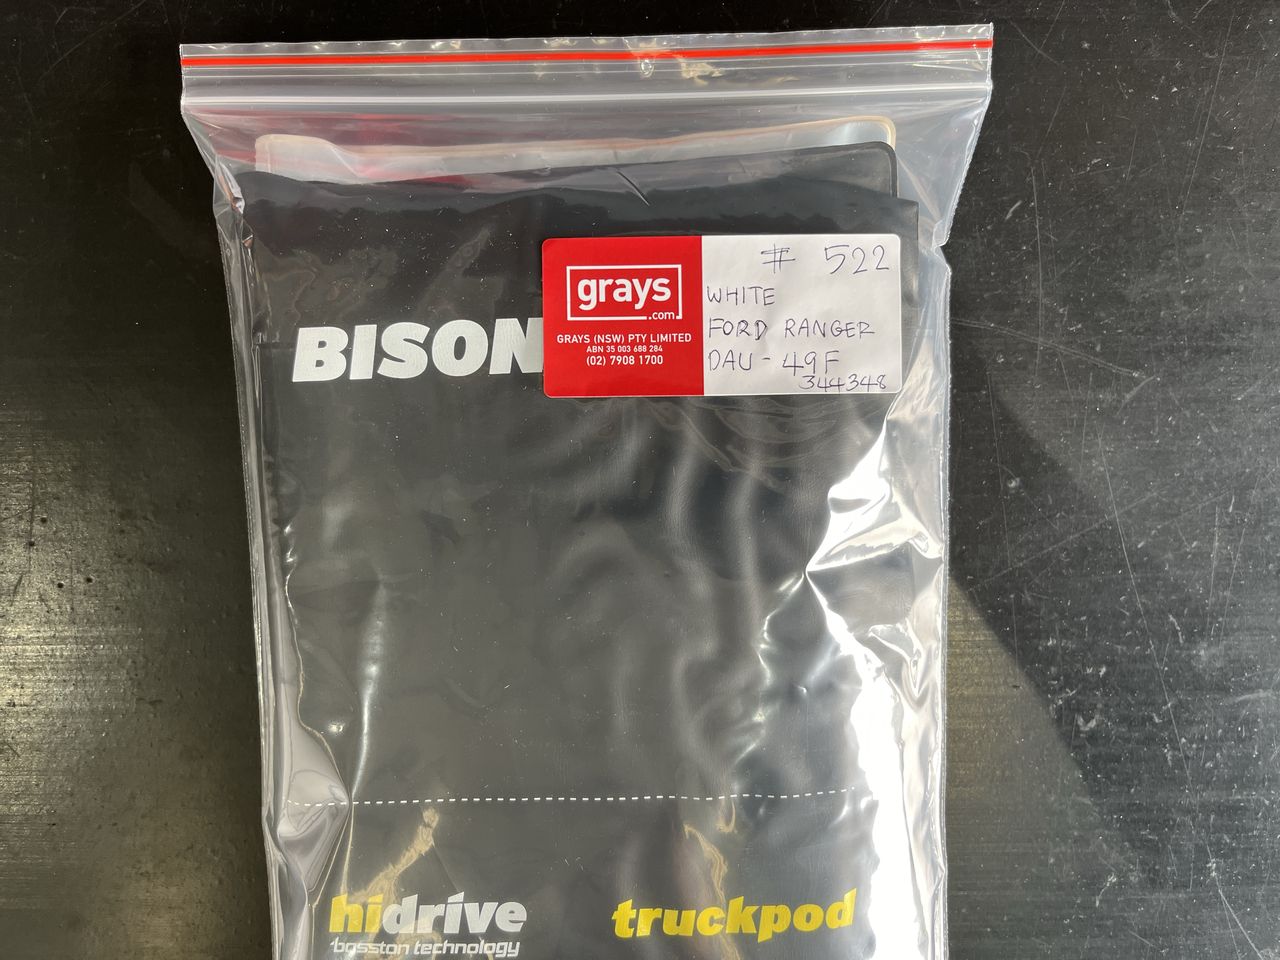 # 522
WHITE
FORD RANGER
DAU - 49F
344348
grays
.com
GRAYS (NSW) PTY LIMITED
ABN 35 003 688 284
(02) 7908 1700
BISON
hidrive
bosston technology
truckpod